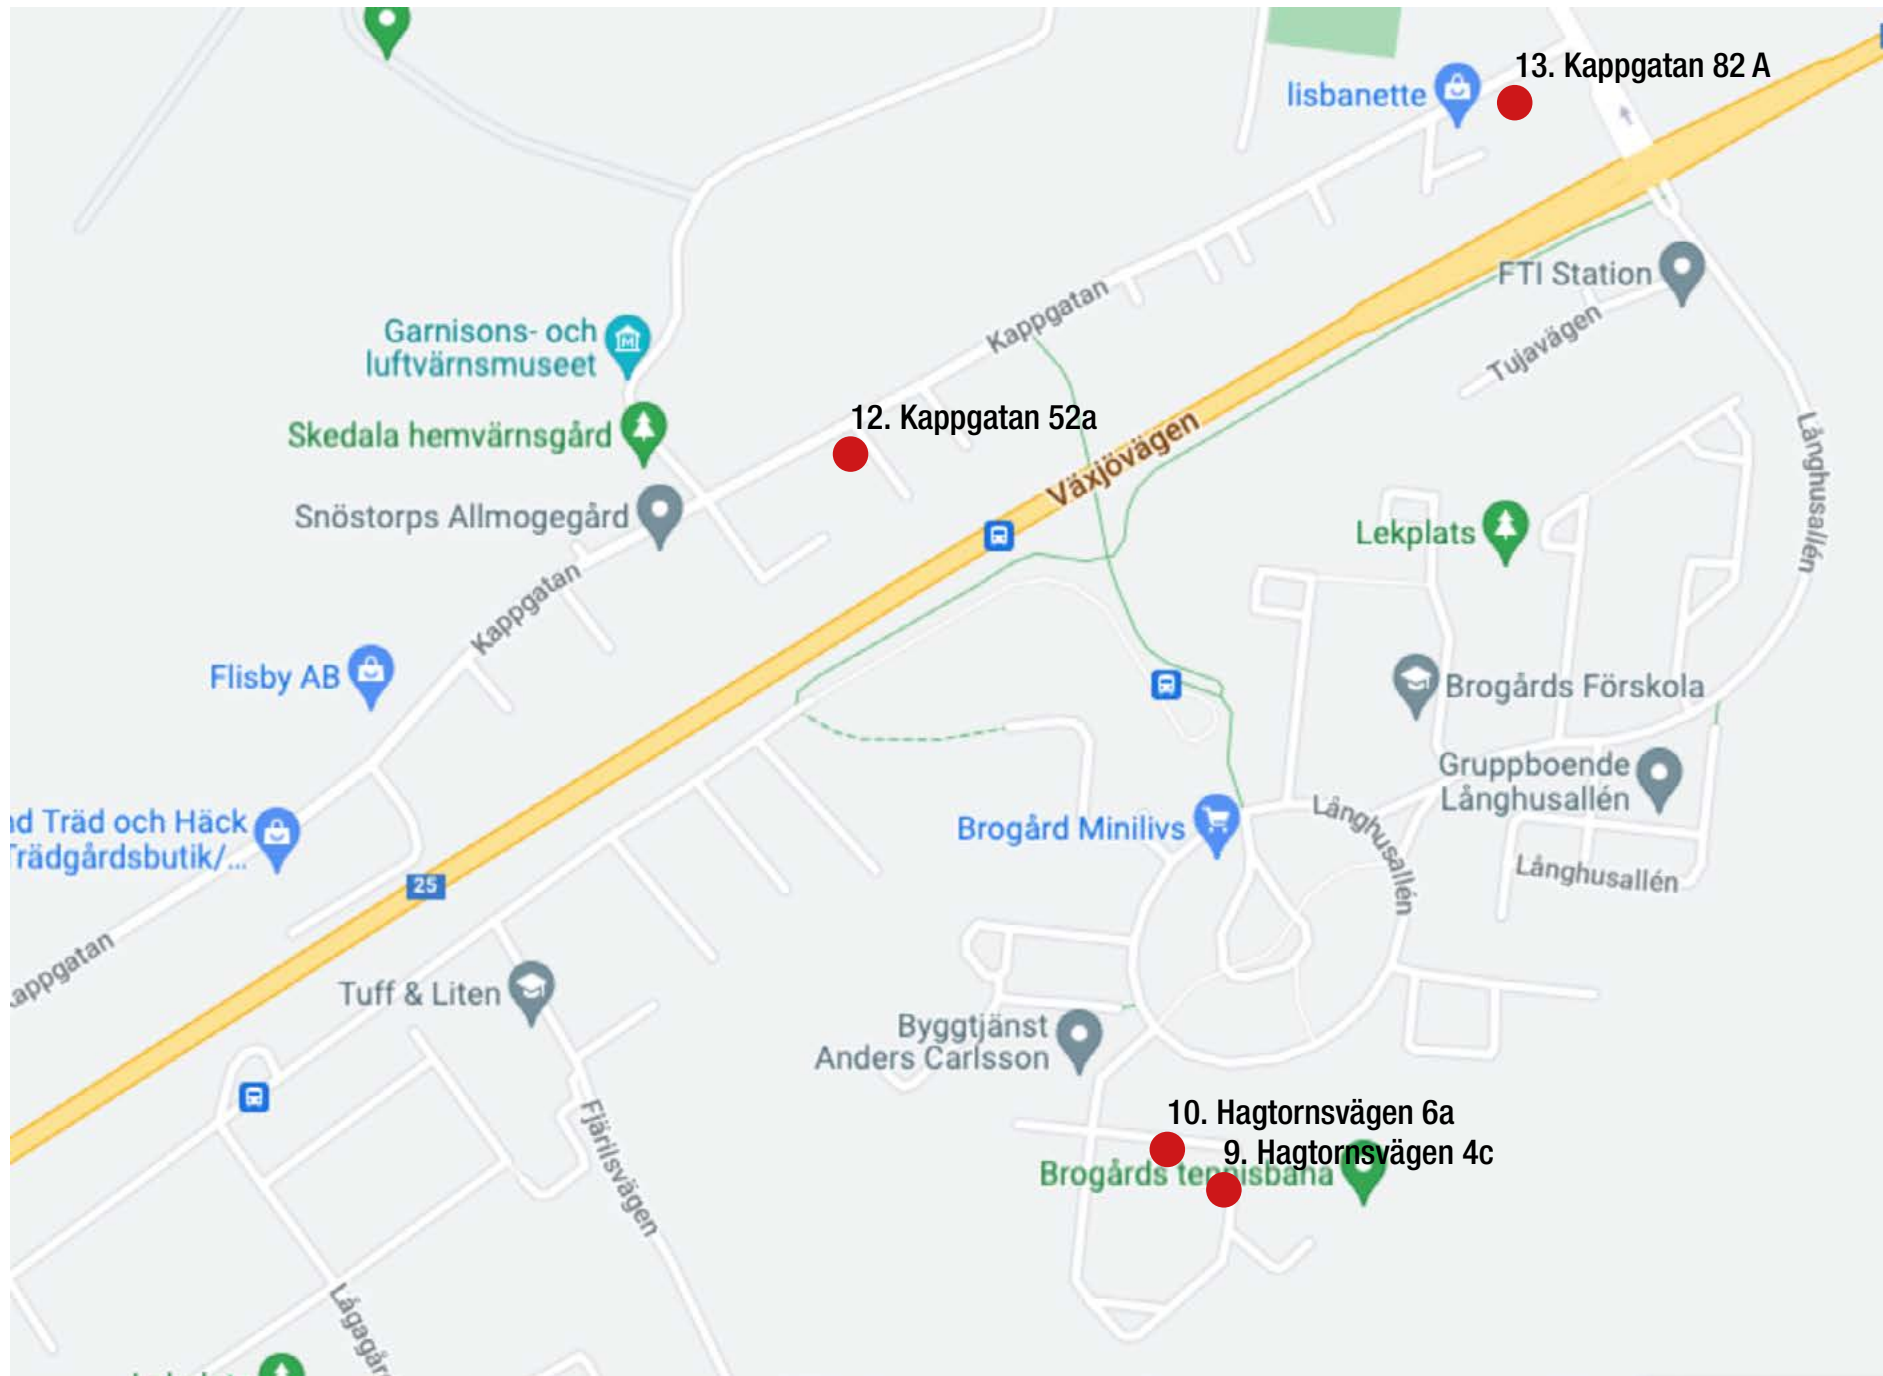 13. Kappgatan 82 A
lisbanette
FTI Station
Kappgatan
Tujavägen
Garnisons- och
luftvärnsmuseet
12. Kappgatan 52a
Skedala hemvärnsgård
Växjövägen
Långhusallén
Snöstorps Allmogegård
Lekplats
Kappgatan
Flisby AB
Brogårds Förskola
Gruppboende
Långhusallén
Träd och Häck
Trädgårdsbutik/...
Brogård Minilivs
Långhusallén
Långhusallén
25
appgatan
Tuff & Liten
Byggtjänst
Anders Carlsson
10. Hagtornsvägen 6a
9. Hagtornsvägen 4c
Brogårds tennisbana
Fjärilsvägen
Lågagår